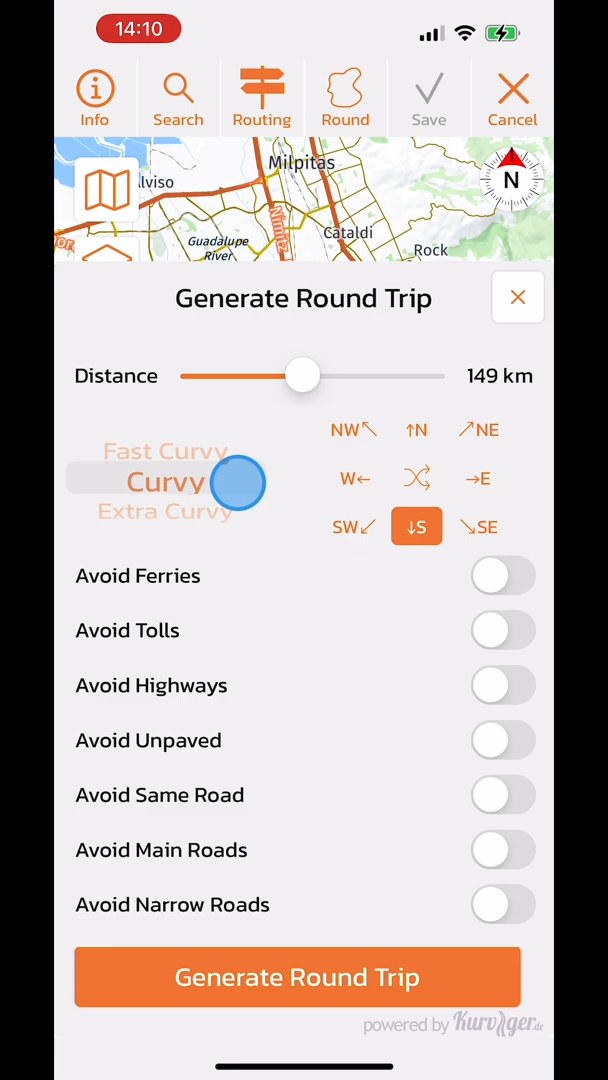 14:10
Info Search Routing Round Save Cancel
Milpitas
N
Alviso
Nimitz
Cataldi
Guadalupe
River
Rock
Generate Round Trip
Distance 149 km
NW↖ ↑N ↗NE
Fast Curvy
Curvy
W← →E
Extra Curvy
SW↙ ↓S ↘SE
Avoid Ferries
Avoid Tolls
Avoid Highways
Avoid Unpaved
Avoid Same Road
Avoid Main Roads
Avoid Narrow Roads
Generate Round Trip
powered by Kurviger.de